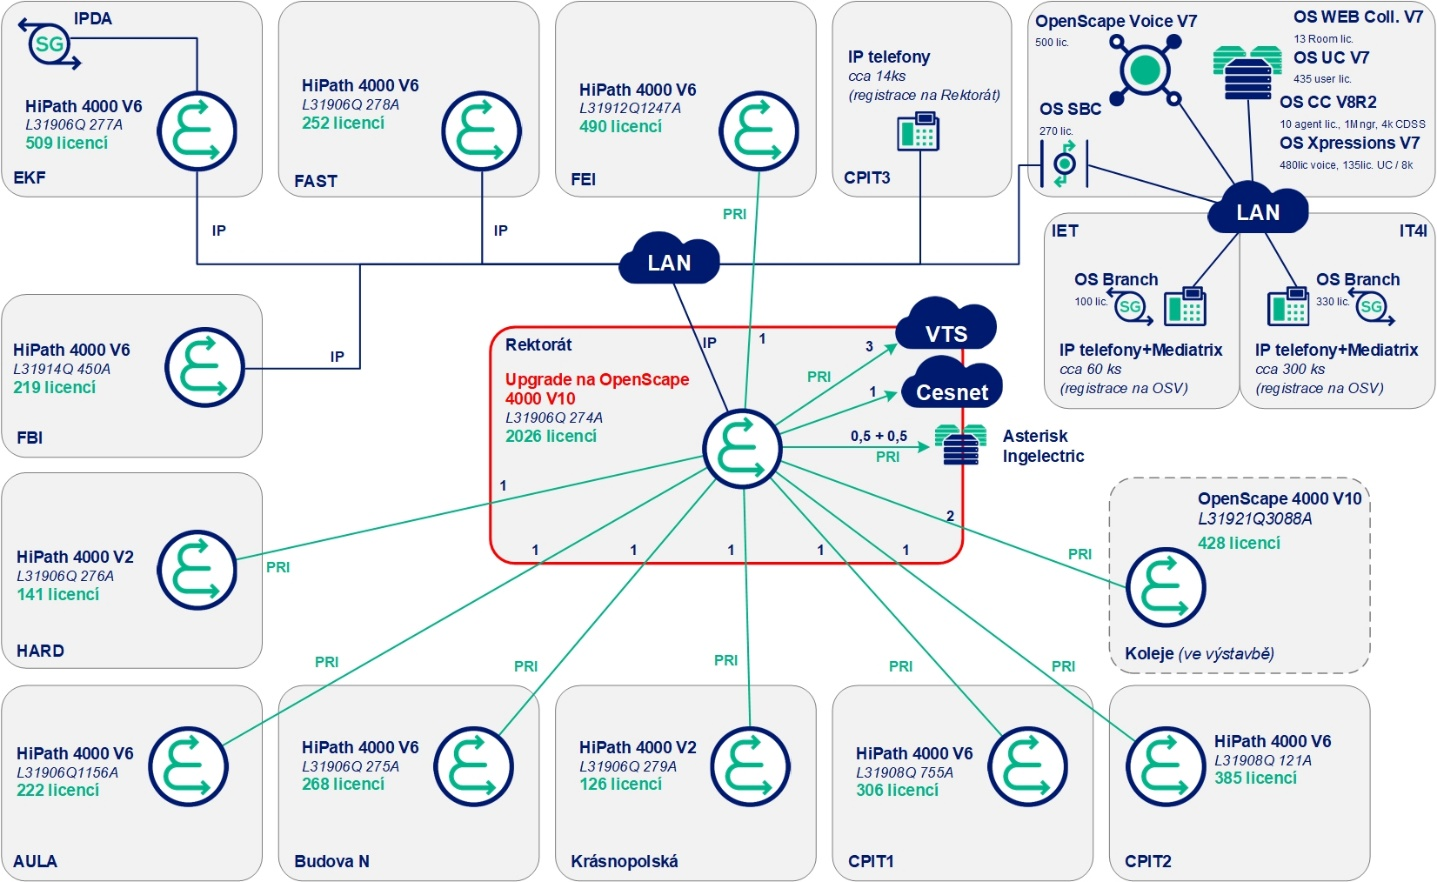 IPDA
SG
HiPath 4000 V6
L31906Q 277A
509 licencí
EKF
HiPath 4000 V6
L31906Q 278A
252 licencí
FAST
HiPath 4000 V6
L31912Q1247A
490 licencí
FEI
IP telefony
cca 14ks
(registrace na Rektorát)
CPIT3
OpenScape Voice V7
500 lic.
OS SBC
270 lic.
OS WEB Coll. V7
13 Room lic.
OS UC V7
435 user lic.
OS CC V8R2
10 agent lic., 1Mngr, 4k CDSS
OS Xpressions V7
480lic voice, 135lic. UC / 8k
LAN
IP
IP
PRI
LAN
IET
OS Branch
100 lic.
SG
IP telefony+Mediatrix
cca 60 ks
(registrace na OSV)
IT4I
OS Branch
330 lic.
SG
IP telefony+Mediatrix
cca 300 ks
(registrace na OSV)
HiPath 4000 V6
L31914Q 450A
219 licencí
FBI
IP
Rektorát
IP
1
Upgrade na OpenScape
4000 V10
L31906Q 274A
2026 licencí
3
PRI
VTS
1
Cesnet
0,5 + 0,5
PRI
Asterisk
Ingelectric
1
2
1
1
1
1
1
HiPath 4000 V2
L31906Q 276A
141 licencí
HARD
PRI
OpenScape 4000 V10
L31921Q3088A
428 licencí
Koleje (ve výstavbě)
PRI
PRI
PRI
PRI
PRI
PRI
HiPath 4000 V6
L31906Q1156A
222 licencí
AULA
HiPath 4000 V6
L31906Q 275A
268 licencí
Budova N
HiPath 4000 V2
L31906Q 279A
126 licencí
Krásnopolská
HiPath 4000 V6
L31908Q 755A
306 licencí
CPIT1
HiPath 4000 V6
L31908Q 121A
385 licencí
CPIT2